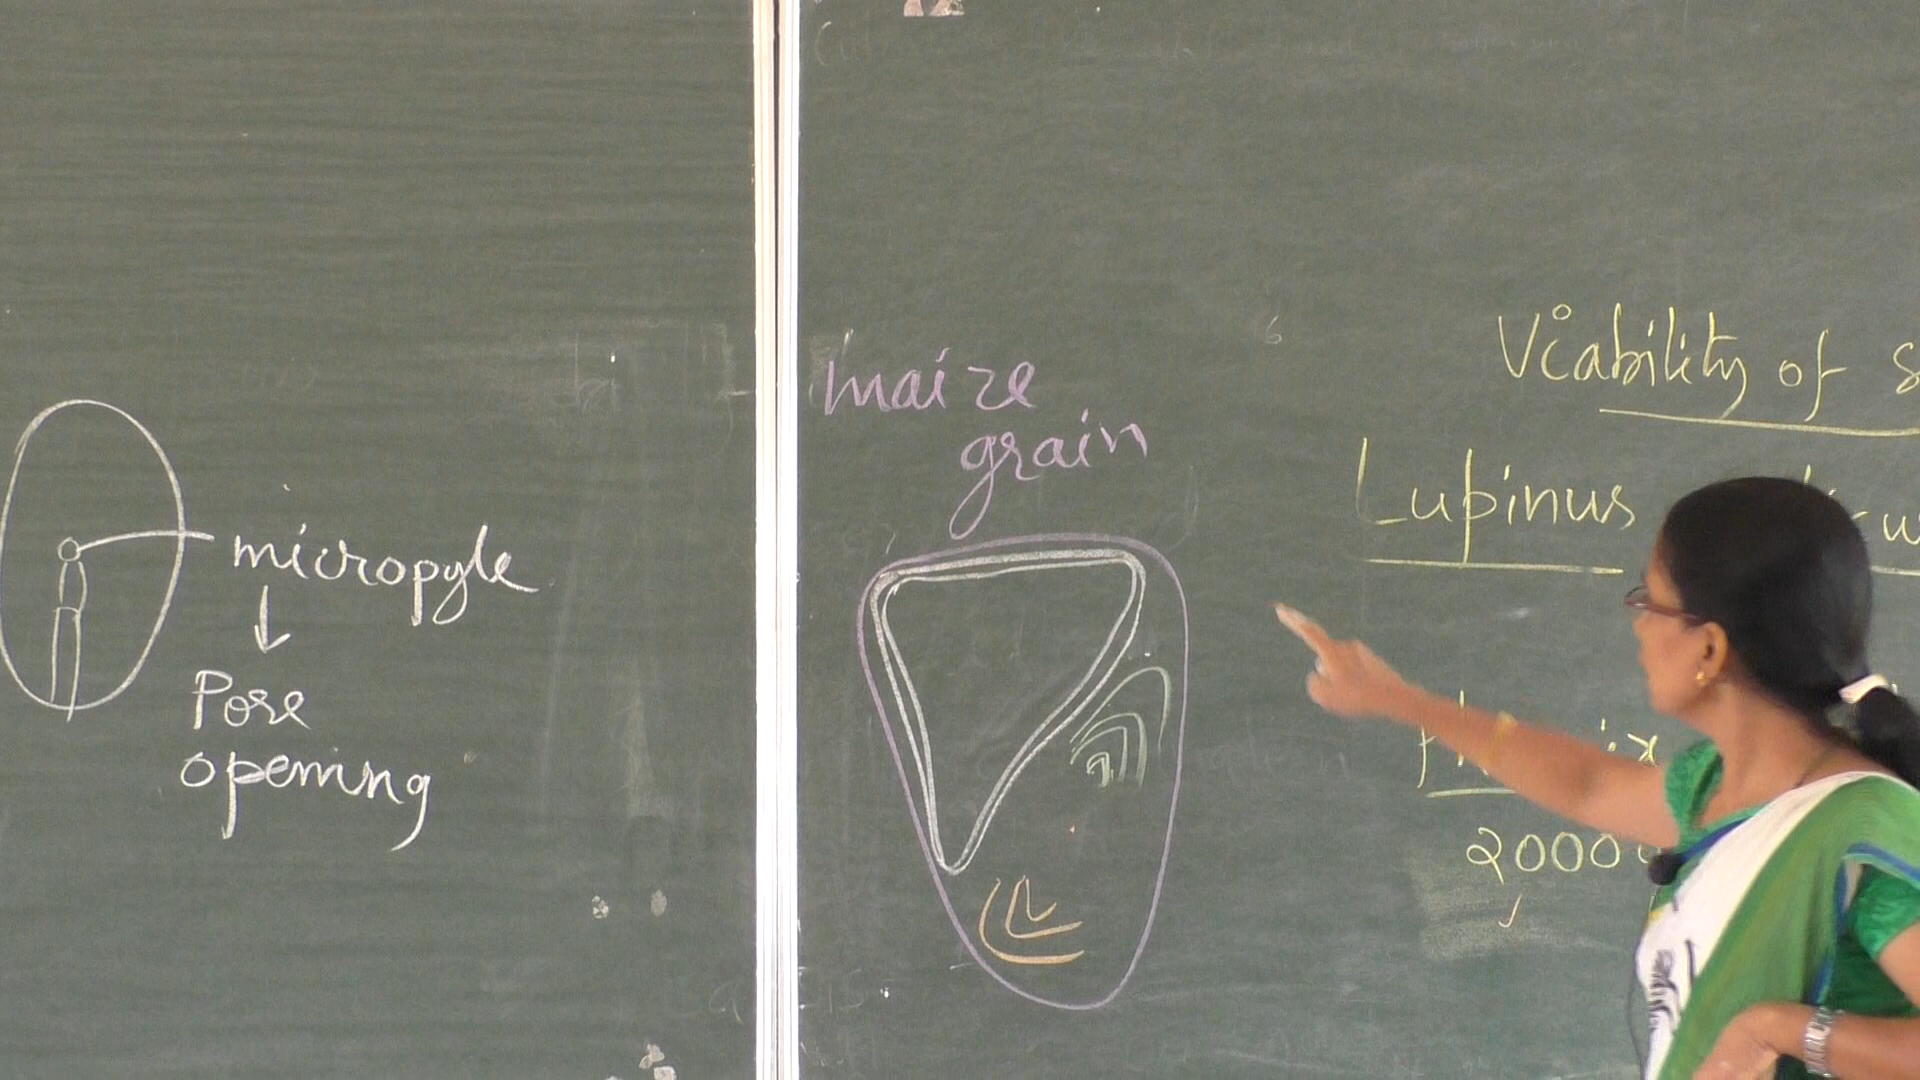 micropyle
Pore
opening
maize
grain
Viability of
Lupinus
2000